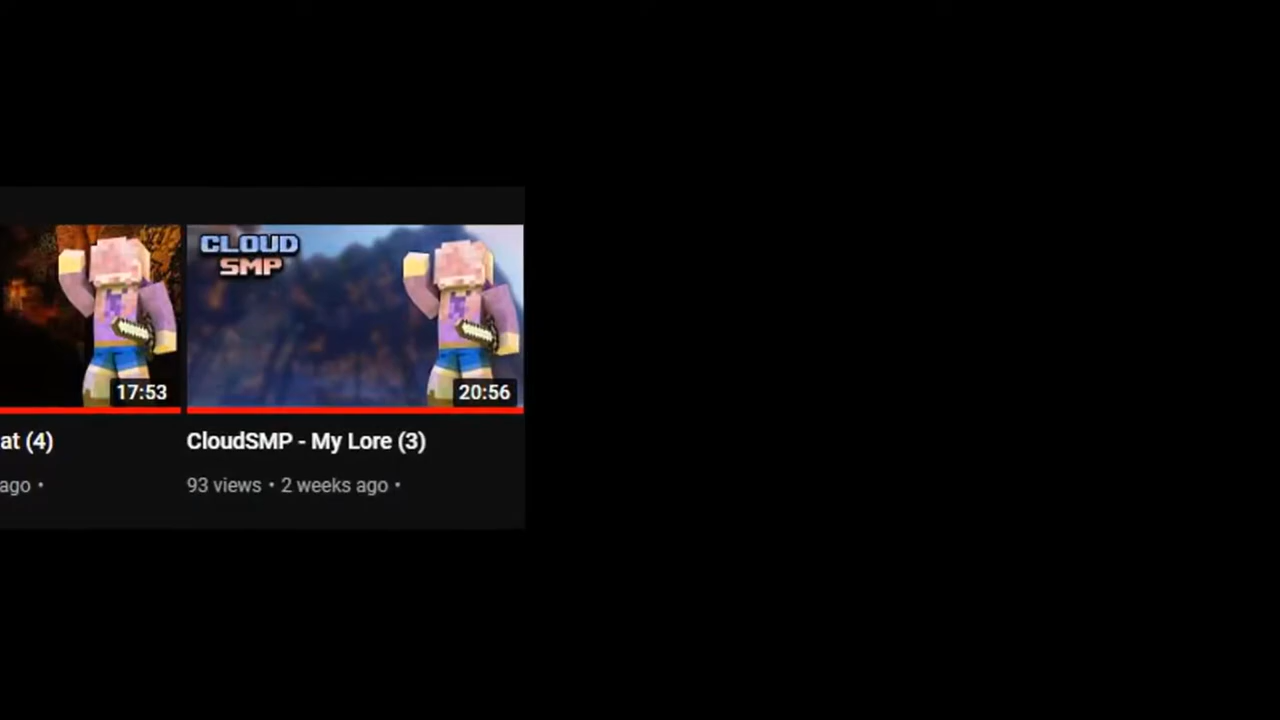 CLOUD
SMP
17:53
20:56
at (4)
CloudSMP - My Lore (3)
ago •
93 views • 2 weeks ago •